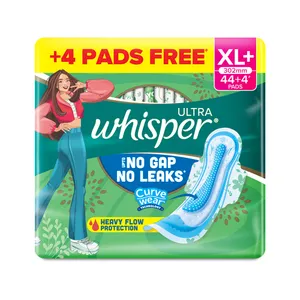 +4 PADS FREE*
XL+
302mm
44+4*
PADS
ULTRA
whisper
NO GAP
NO LEAKS*
Curve
wear
HEAVY FLOW
PROTECTION